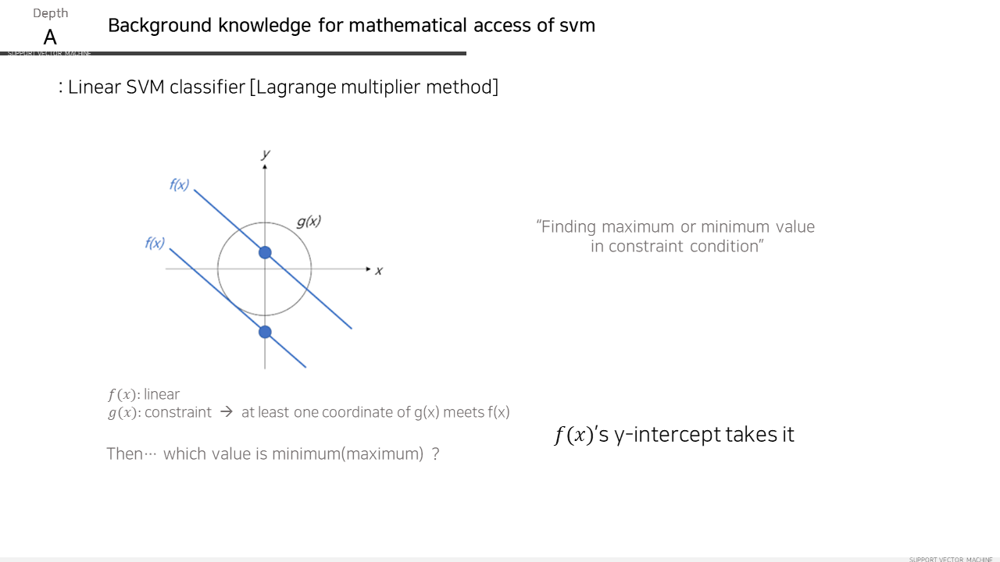 Depth
A
Background knowledge for mathematical access of svm
SUPPORT VECTOR MACHINE
: Linear SVM classifier [Lagrange multiplier method]
y
f(x)
g(x)
f(x)
x
“Finding maximum or minimum value
in constraint condition”
f(x): linear
g(x): constraint → at least one coordinate of g(x) meets f(x)
Then… which value is minimum(maximum) ?
f(x)’s y-intercept takes it
SUPPORT VECTOR MACHINE